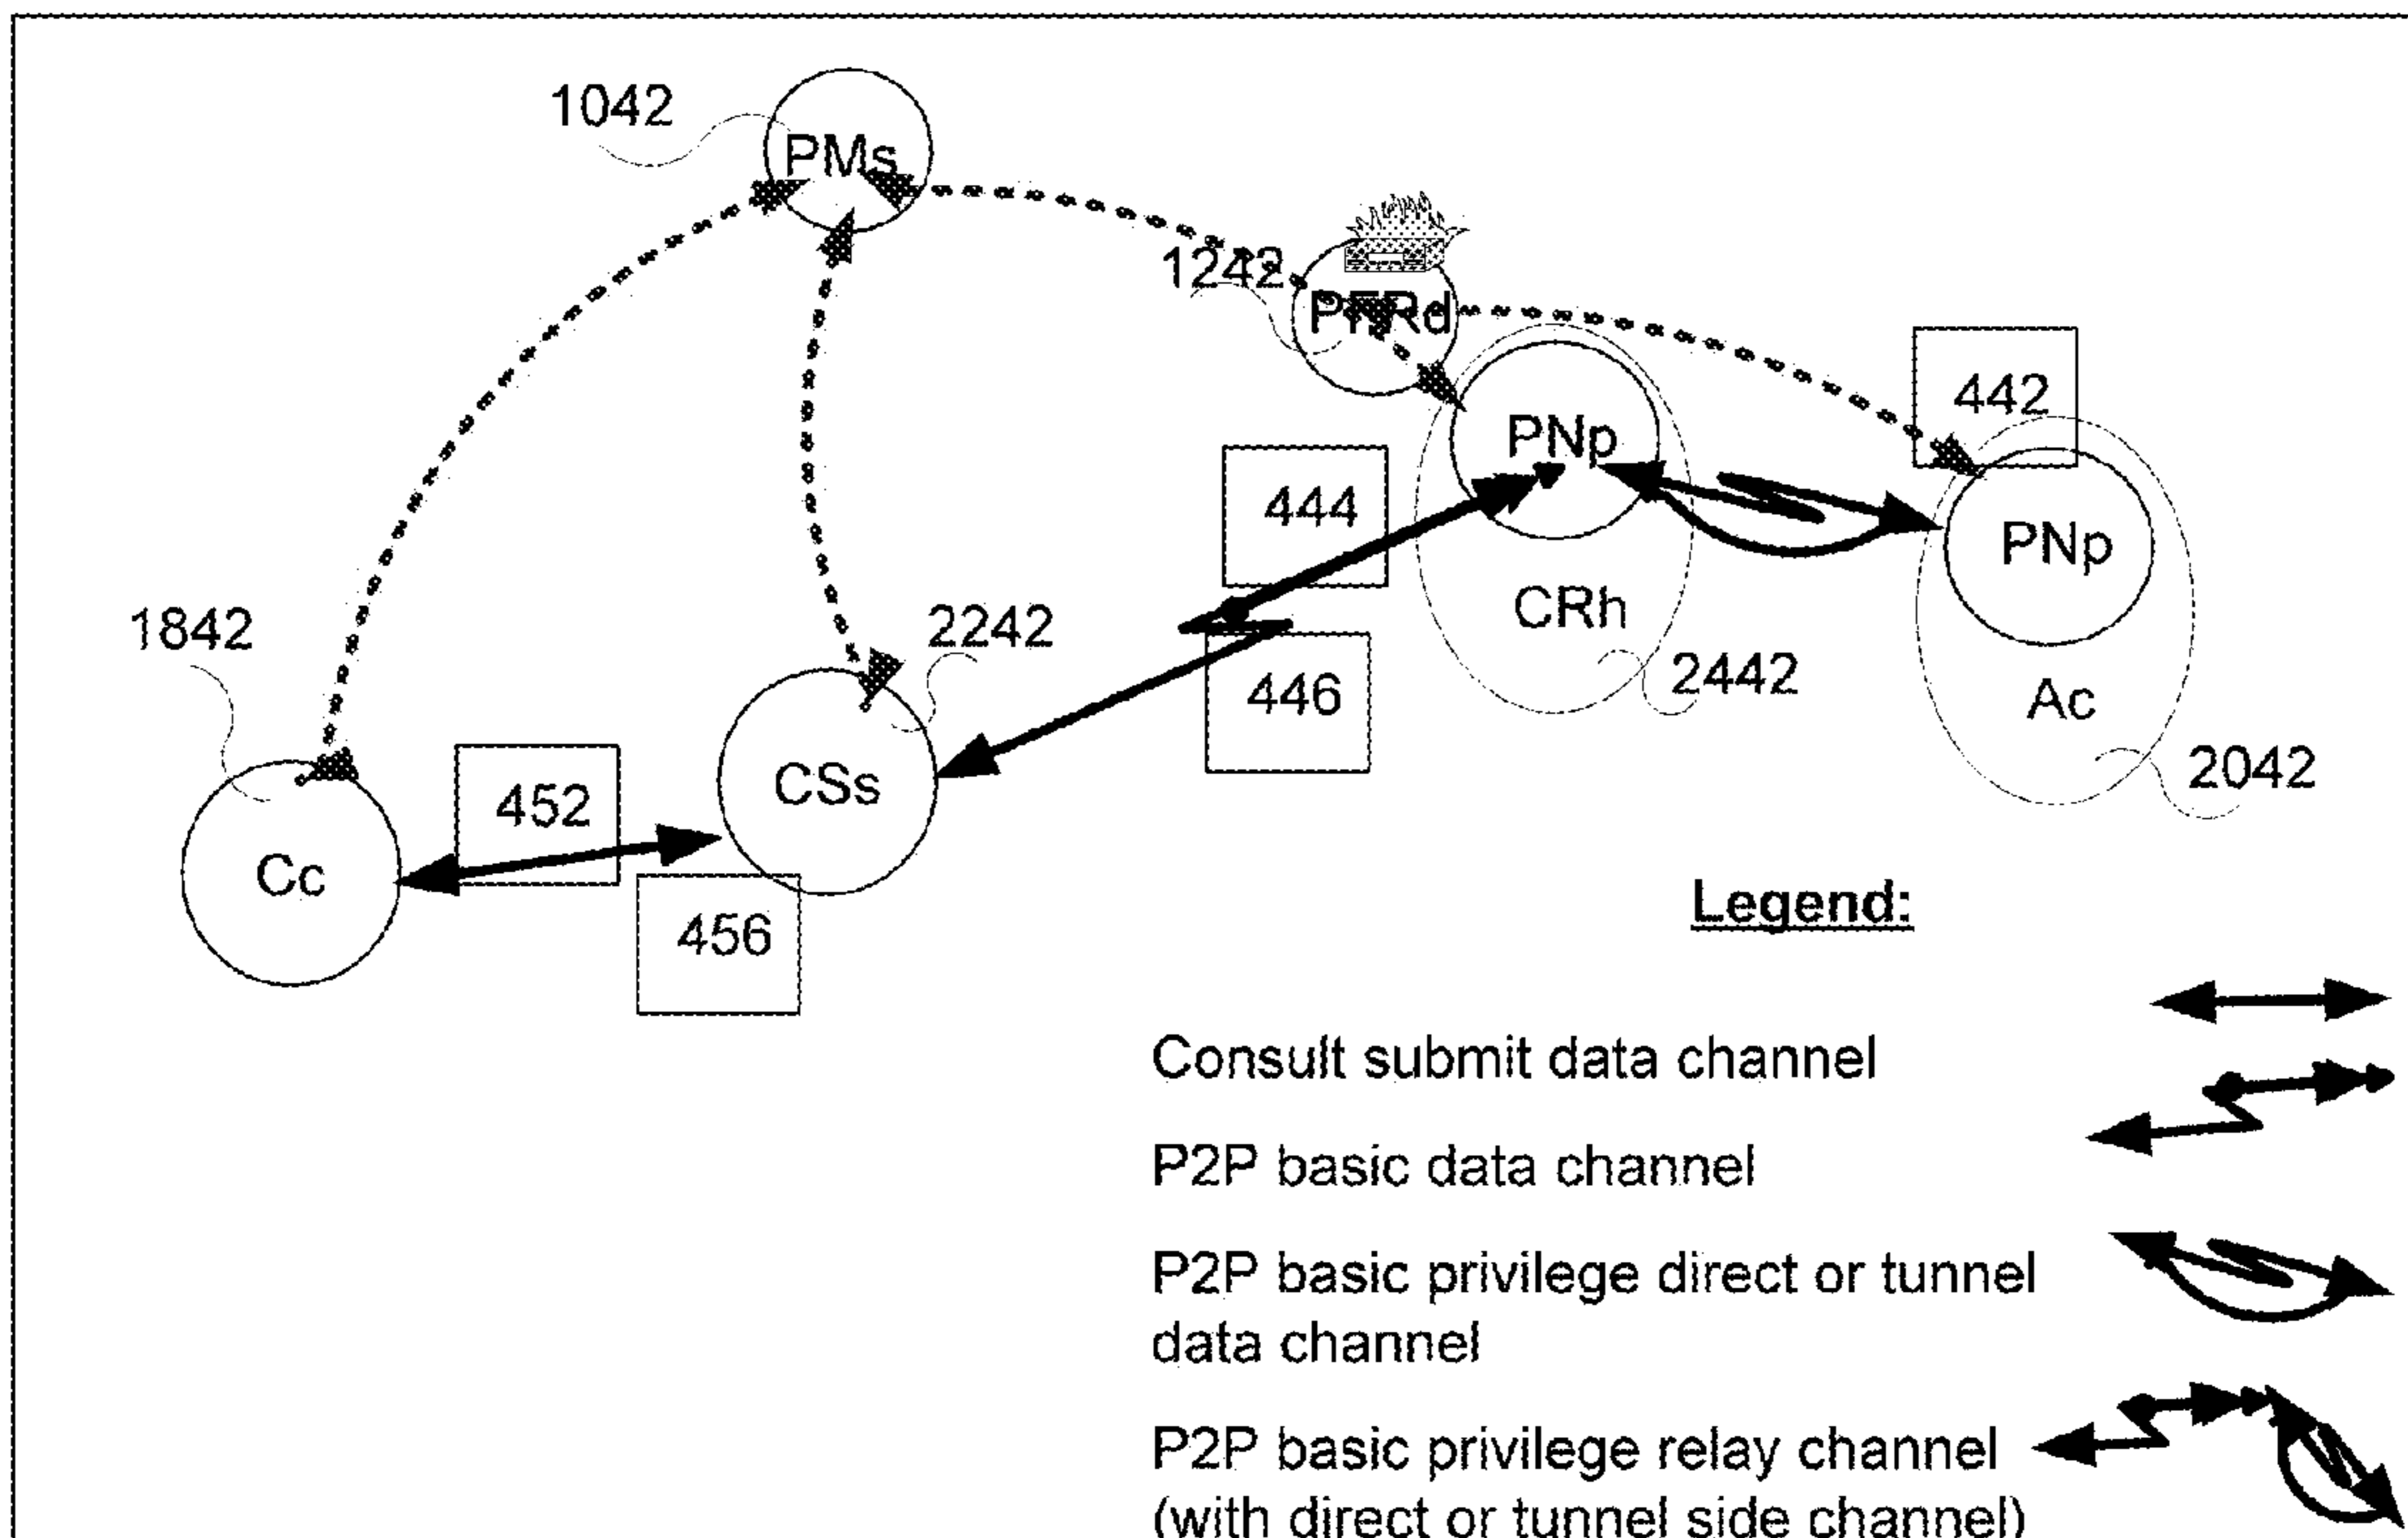 1042
PMs
1242
PFRd
442
PNp
444
PNp
CRh
1842
2242
446
2442
Ac
2042
CSs
452
Cc
456
Legend:
Consult submit data channel
P2P basic data channel
P2P basic privilege direct or tunnel
data channel
P2P basic privilege relay channel
(with direct or tunnel side channel)